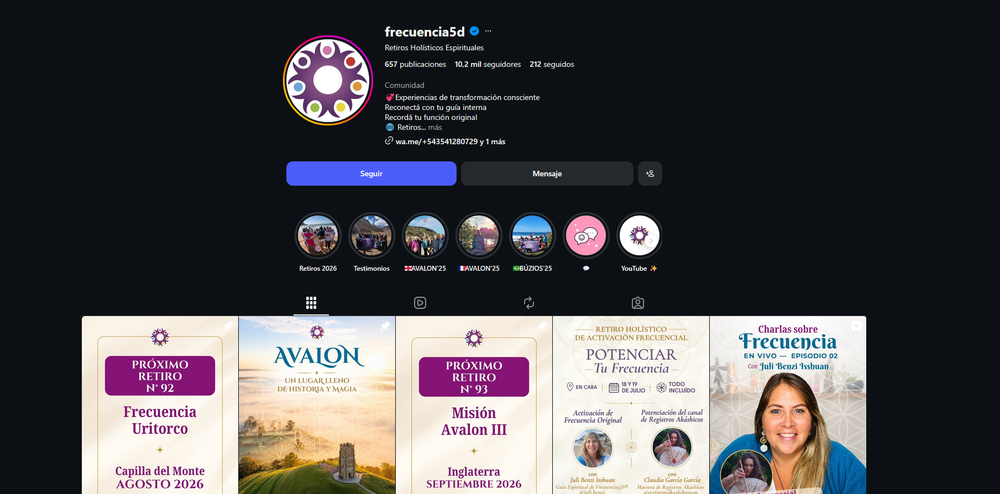 frecuencia5d
Retiros Holísticos Espirituales
657 publicaciones 10,2 mil seguidores 212 seguidos
Comunidad
💞Experiencias de transformación consciente
Reconectá con tu guía interna
Recordá tu función original
🌐 Retiros... más
wa.me/+543541280729 y 1 más
Seguir
Mensaje
Retiros 2026
Testimonios
🇬🇧AVALON'25
🇫🇷AVALON'25
🇧🇷BÚZIOS'25
💬
YouTube ✨
PRÓXIMO
RETIRO
N° 92
Frecuencia
Uritorco
Capilla del Monte
AGOSTO 2026
AVALON
UN LUGAR LLENO
DE HISTORIA Y MAGIA
PRÓXIMO
RETIRO
N° 93
Misión
Avalon III
Inglaterra
SEPTIEMBRE 2026
RETIRO HOLÍSTICO
DE ACTIVACIÓN FRECUENCIAL
POTENCIAR
Tu Frecuencia
EN CABA
18 Y 19
DE JULIO
TODO
INCLUÍDO
Activación de
Frecuencia Original
Potenciación del canal
de Registros Akáshicos
con
Juli Benzi Isshuan
Guía Espiritual de Frecuencia5D®
@juli.benzi
con
Claudia García García
Maestra de Registros Akáshicos
@registrosakashikosnan
Charlas sobre
Frecuencia
EN VIVO — EPISODIO 02
Con Juli Benzi Isshuan
especial